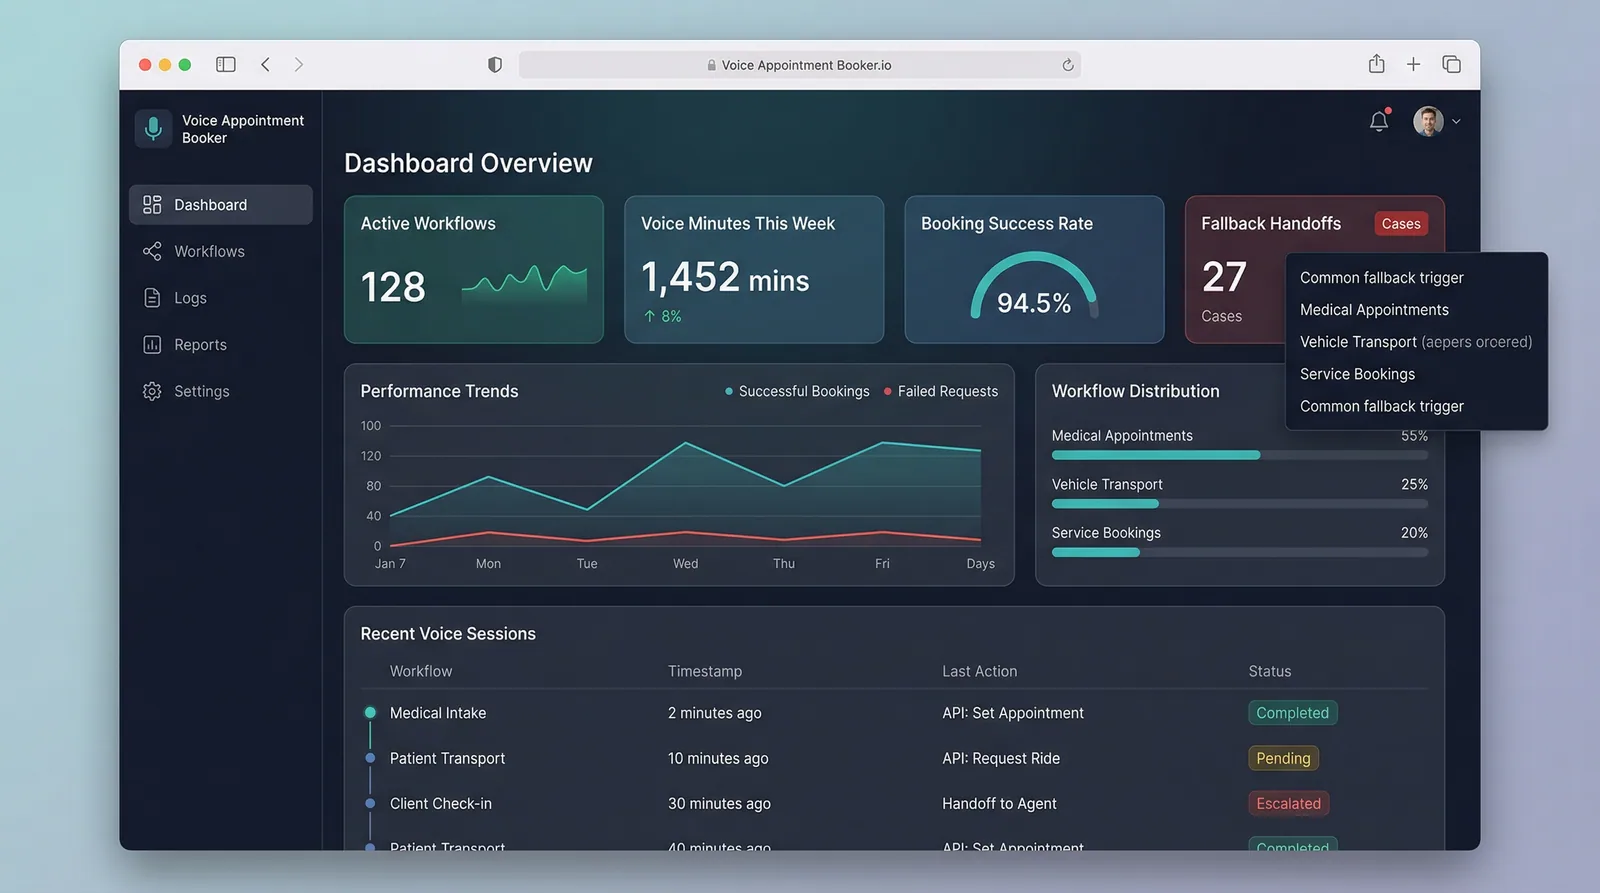 Voice Appointment Booker.io
Voice Appointment
Booker
Dashboard
Workflows
Logs
Reports
Settings
Dashboard Overview
Active Workflows
128
Voice Minutes This Week
1,452 mins
↑ 8%
Booking Success Rate
94.5%
Fallback Handoffs
Cases
27
Cases
Common fallback trigger
Medical Appointments
Vehicle Transport (aepers orcered)
Service Bookings
Common fallback trigger
Performance Trends
Successful Bookings
Failed Requests
100
120
80
40
0
Jan 7 Mon Tue Wed Thu Fri Days
Workflow Distribution
Medical Appointments 55%
Vehicle Transport 25%
Service Bookings 20%
Recent Voice Sessions
Workflow Timestamp Last Action Status
Medical Intake 2 minutes ago API: Set Appointment Completed
Patient Transport 10 minutes ago API: Request Ride Pending
Client Check-in 30 minutes ago Handoff to Agent Escalated
Patient Transport 40 minutes ago API: Set Appointment Completed